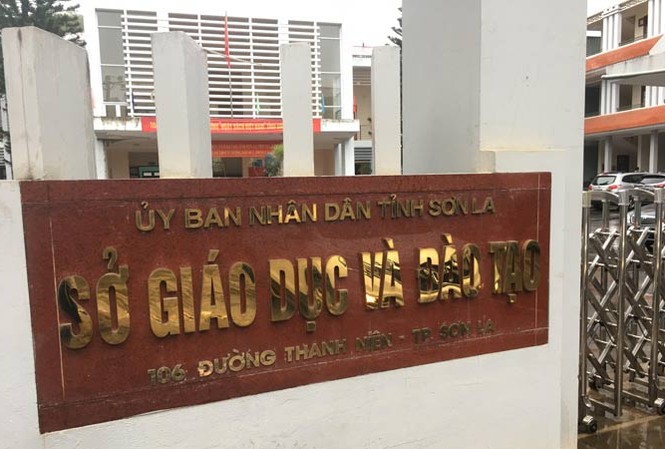 ỦY BAN NHÂN DÂN TỈNH SƠN LA
SỞ GIÁO DỤC VÀ ĐÀO TẠO
106 ĐƯỜNG THANH NIÊN - TP. SƠN LA